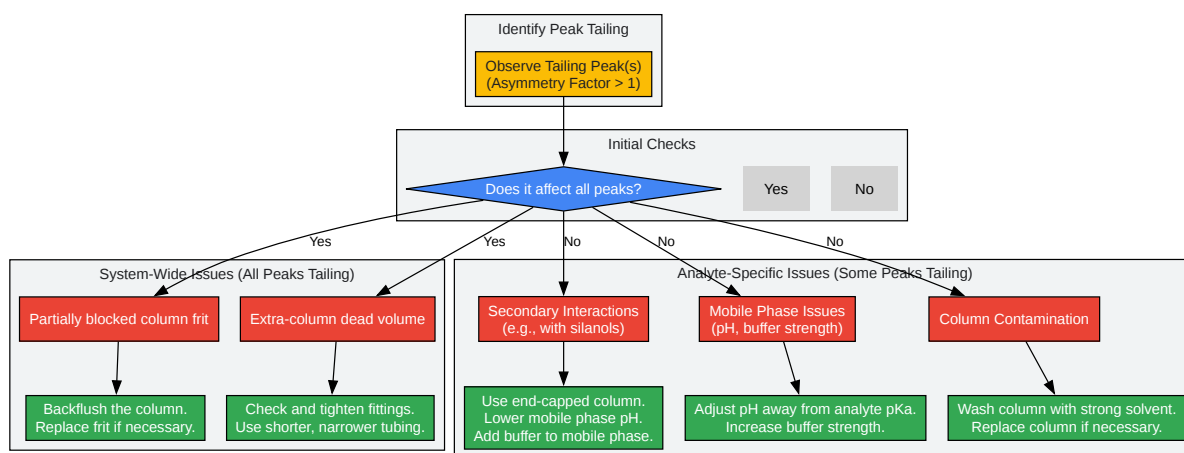 Identify Peak Tailing
Observe Tailing Peak(s)
(Asymmetry Factor > 1)
Initial Checks
Does it affect all peaks?
Yes
No
Yes
Yes
No
No
No
System-Wide Issues (All Peaks Tailing)
Analyte-Specific Issues (Some Peaks Tailing)
Partially blocked column frit
Extra-column dead volume
Secondary Interactions
(e.g., with silanols)
Mobile Phase Issues
(pH, buffer strength)
Column Contamination
Backflush the column.
Replace frit if necessary.
Check and tighten fittings.
Use shorter, narrower tubing.
Use end-capped column.
Lower mobile phase pH.
Add buffer to mobile phase.
Adjust pH away from analyte pKa.
Increase buffer strength.
Wash column with strong solvent.
Replace column if necessary.